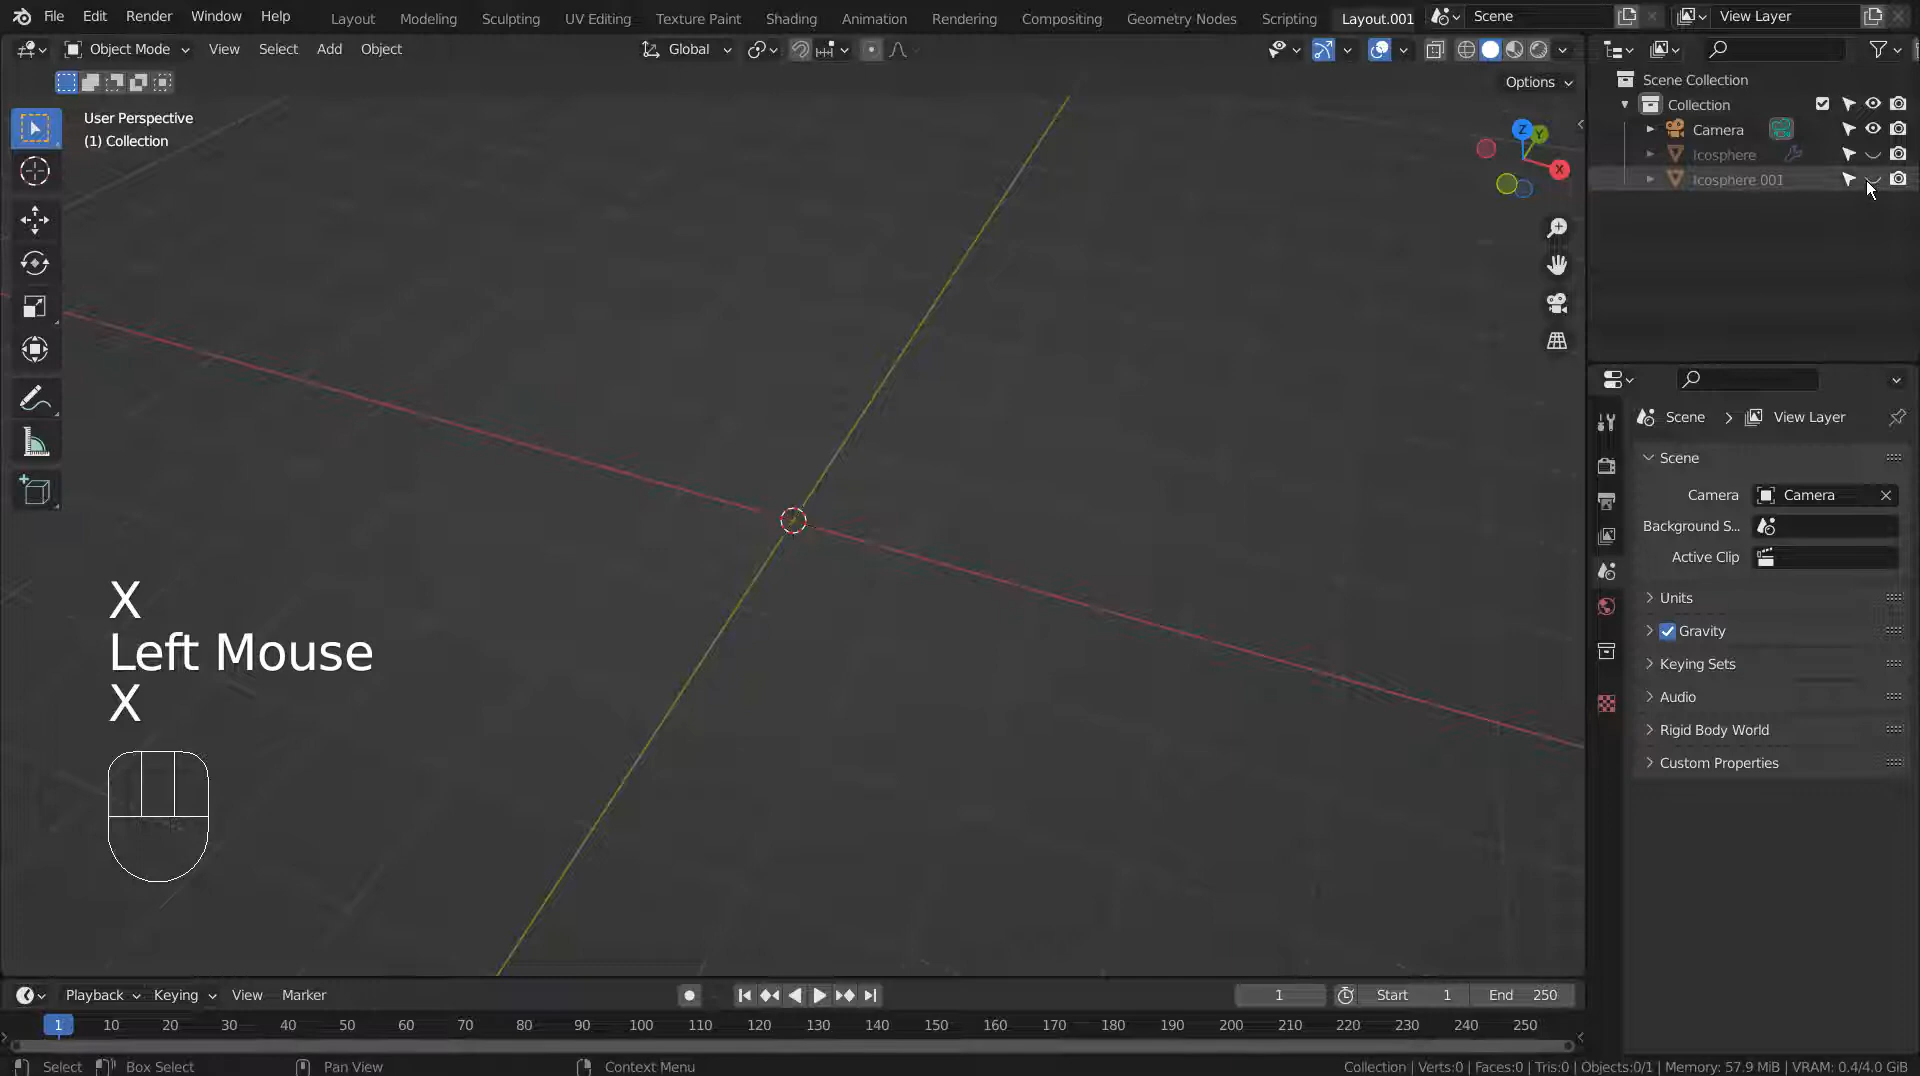 File Edit Render Window Help Layout Modeling Sculpting UV Editing Texture Paint Shading Animation Rendering Compositing Geometry Nodes Scripting Layout.001 Scene View Layer
Object Mode View Select Add Object Global
Options
User Perspective
(1) Collection
Z Y
X
Scene Collection
Collection
Camera
Icosphere
Icosphere.001
Scene View Layer
Scene
Camera Camera
Background S...
Active Clip
Units
Gravity
Keying Sets
Audio
Rigid Body World
Custom Properties
X
Left Mouse
X
Playback Keying View Marker 1 Start 1 End 250
1 10 20 30 40 50 60 70 80 90 100 110 120 130 140 150 160 170 180 190 200 210 220 230 240 250
Select Box Select Pan View Context Menu Collection | Verts:0 | Faces:0 | Tris:0 | Objects:0/1 | Memory: 57.9 MiB | VRAM: 0.4/4.0 GiB